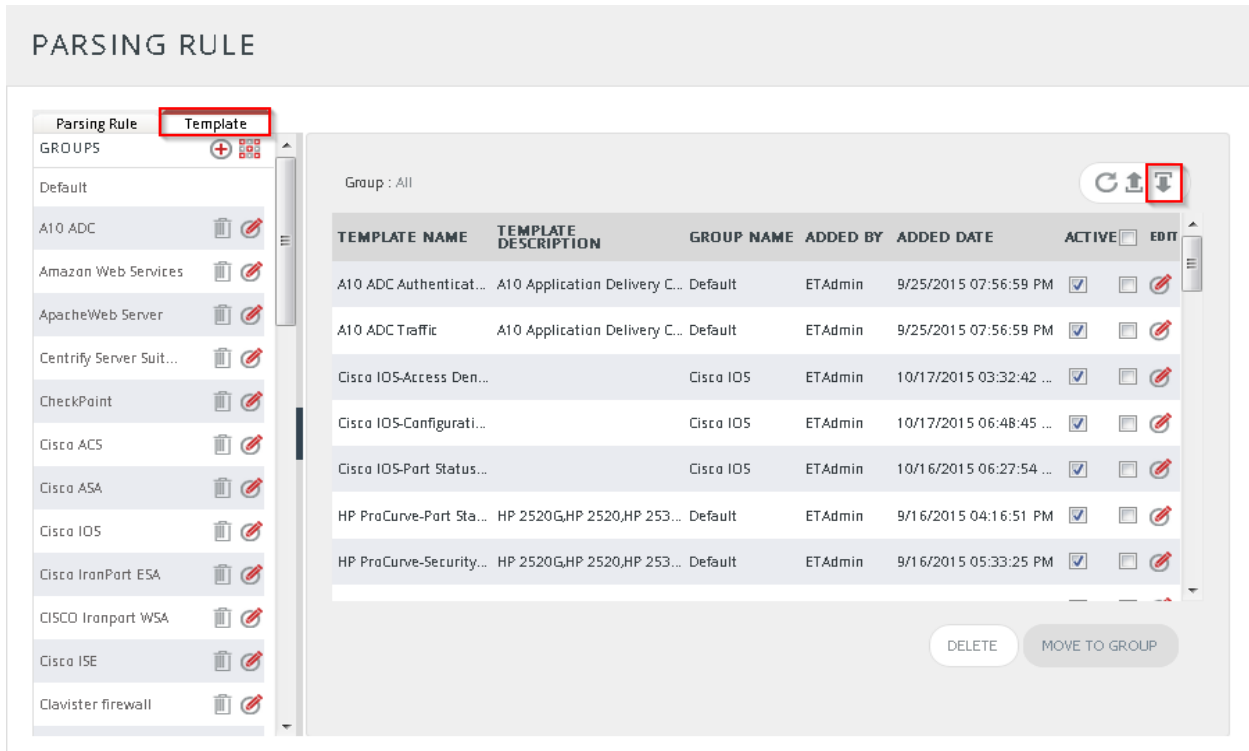 PARSING RULE
Parsing Rule Template
GROUPS
Default
A10 ADC
Amazon Web Services
ApacheWeb Server
Centrify Server Suit...
CheckPoint
Cisco ACS
Cisco ASA
Cisco IOS
Cisco IronPort ESA
CISCO Ironport WSA
Cisco ISE
Clavister firewall
Group : All
TEMPLATE NAME TEMPLATE DESCRIPTION GROUP NAME ADDED BY ADDED DATE ACTIVE EDIT
A10 ADC Authenticat... A10 Application Delivery C... Default ETAdmin 9/25/2015 07:56:59 PM
A10 ADC Traffic A10 Application Delivery C... Default ETAdmin 9/25/2015 07:56:59 PM
Cisco IOS-Access Den... Cisco IOS ETAdmin 10/17/2015 03:32:42 ...
Cisco IOS-Configurati... Cisco IOS ETAdmin 10/17/2015 06:48:45 ...
Cisco IOS-Port Status... Cisco IOS ETAdmin 10/16/2015 06:27:54 ...
HP ProCurve-Port Sta... HP 2520G,HP 2520,HP 253... Default ETAdmin 9/16/2015 04:16:51 PM
HP ProCurve-Security... HP 2520G,HP 2520,HP 253... Default ETAdmin 9/16/2015 05:33:25 PM
DELETE MOVE TO GROUP